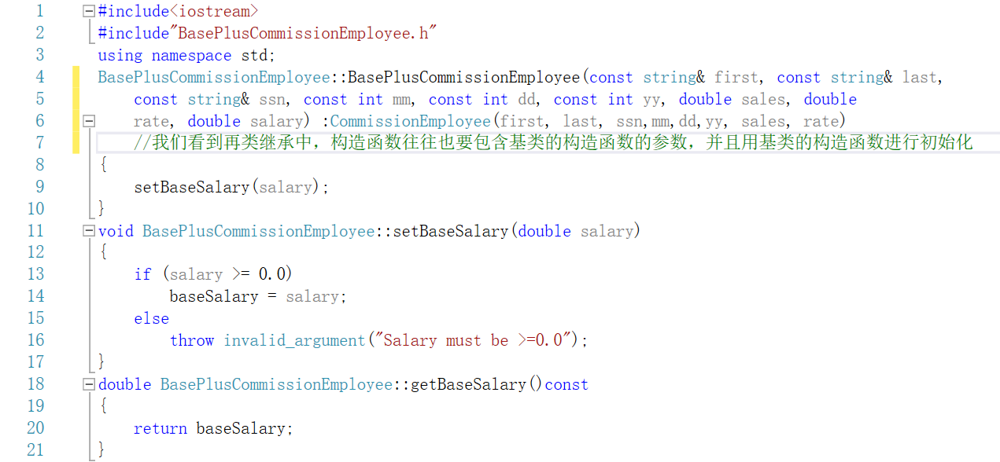 1 #include<iostream>
2 #include"BasePlusCommissionEmployee.h"
3 using namespace std;
4 BasePlusCommissionEmployee::BasePlusCommissionEmployee(const string& first, const string& last,
5     const string& ssn, const int mm, const int dd, const int yy, double sales, double
6     rate, double salary) :CommissionEmployee(first, last, ssn,mm,dd,yy, sales, rate)
7     //我们看到再类继承中，构造函数往往也要包含基类的构造函数的参数，并且用基类的构造函数进行初始化
8 {
9     setBaseSalary(salary);
10 }
11 void BasePlusCommissionEmployee::setBaseSalary(double salary)
12 {
13     if (salary >= 0.0)
14         baseSalary = salary;
15     else
16         throw invalid_argument("Salary must be >=0.0");
17 }
18 double BasePlusCommissionEmployee::getBaseSalary()const
19 {
20     return baseSalary;
21 }